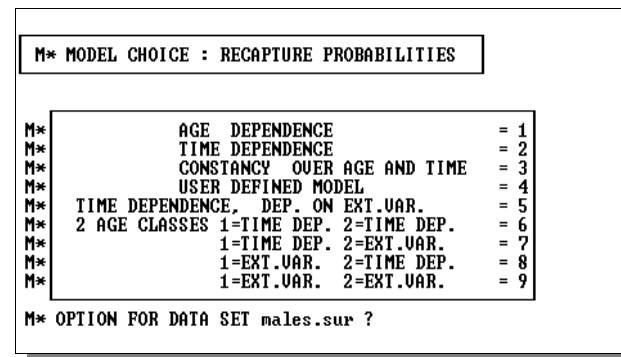 M* MODEL CHOICE : RECAPTURE PROBABILITIES
M* AGE DEPENDENCE = 1
M* TIME DEPENDENCE = 2
M* CONSTANCY OVER AGE AND TIME = 3
M* USER DEFINED MODEL = 4
M* TIME DEPENDENCE, DEP. ON EXT.VAR. = 5
M* 2 AGE CLASSES 1=TIME DEP. 2=TIME DEP. = 6
M* 1=TIME DEP. 2=EXT.VAR. = 7
M* 1=EXT.VAR. 2=TIME DEP. = 8
M* 1=EXT.VAR. 2=EXT.VAR. = 9
M* OPTION FOR DATA SET males.sur ?